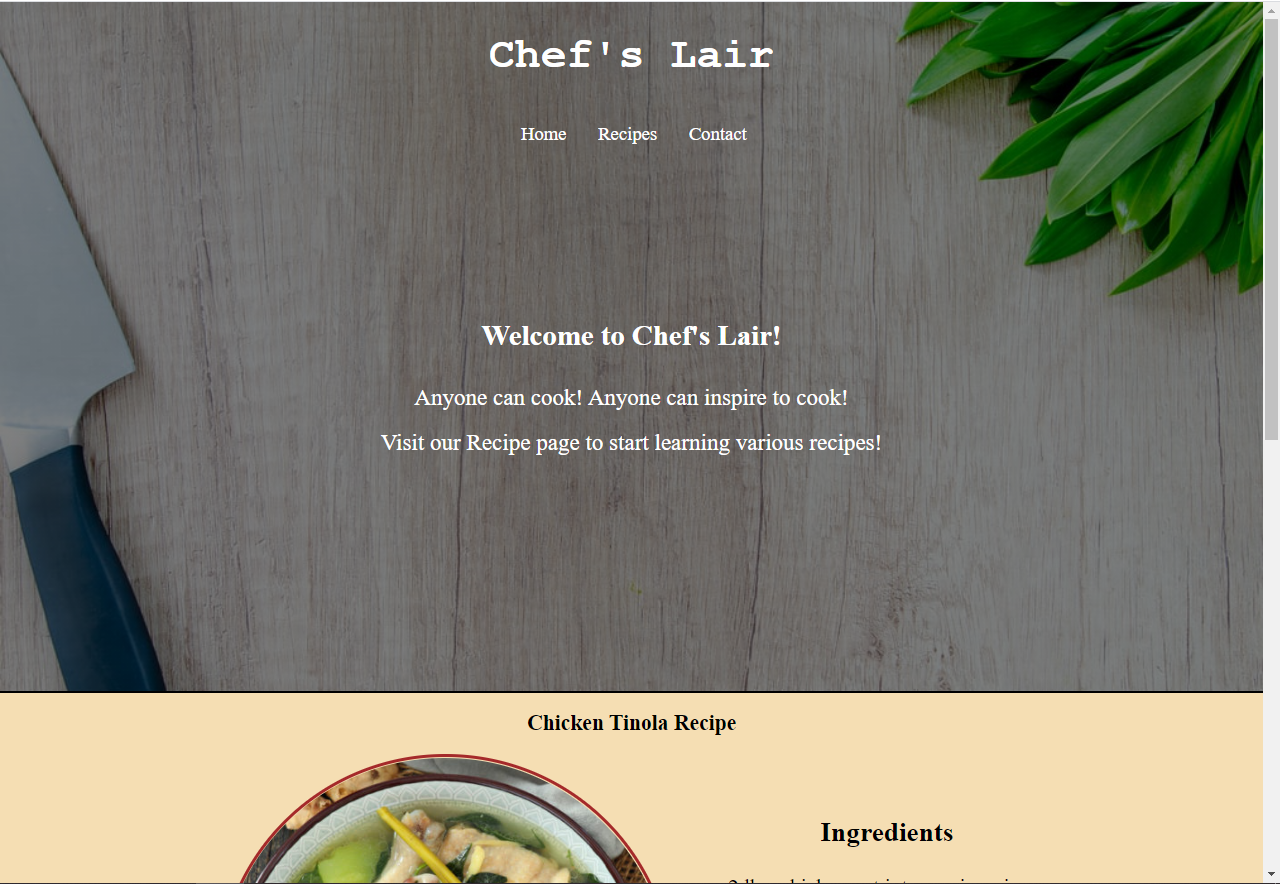 Chef's Lair
Home Recipes Contact
Welcome to Chef's Lair!
Anyone can cook! Anyone can inspire to cook!
Visit our Recipe page to start learning various recipes!
Chicken Tinola Recipe
Ingredients